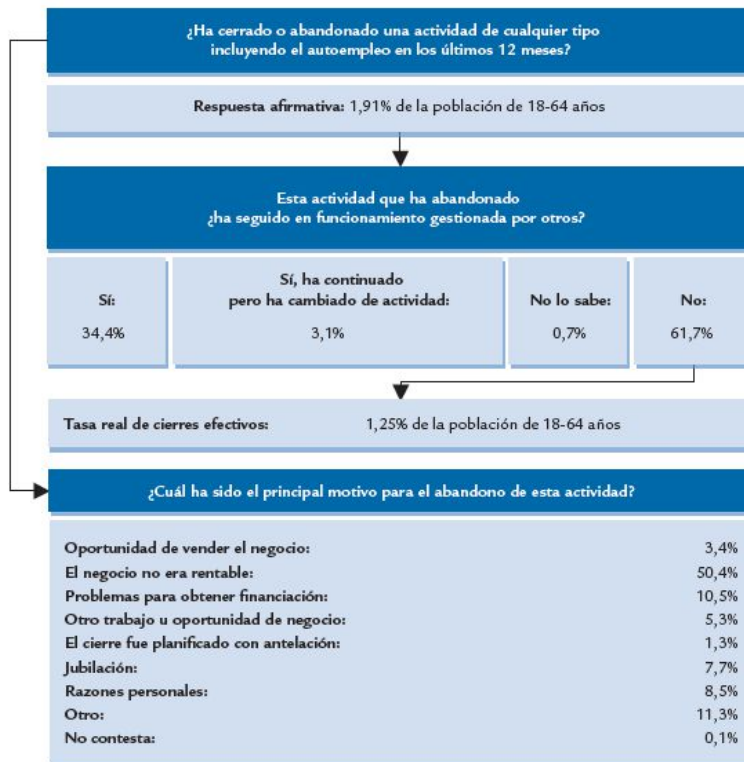 ¿Ha cerrado o abandonado una actividad de cualquier tipo
incluyendo el autoempleo en los últimos 12 meses?
Respuesta afirmativa: 1,91% de la población de 18-64 años
Esta actividad que ha abandonado
¿ha seguido en funcionamiento gestionada por otros?
Sí:
34,4%
Sí, ha continuado
pero ha cambiado de actividad:
3,1%
No lo sabe:
0,7%
No:
61,7%
Tasa real de cierres efectivos: 1,25% de la población de 18-64 años
¿Cuál ha sido el principal motivo para el abandono de esta actividad?
Oportunidad de vender el negocio: 3,4%
El negocio no era rentable: 50,4%
Problemas para obtener financiación: 10,5%
Otro trabajo u oportunidad de negocio: 5,3%
El cierre fue planificado con antelación: 1,3%
Jubilación: 7,7%
Razones personales: 8,5%
Otro: 11,3%
No contesta: 0,1%